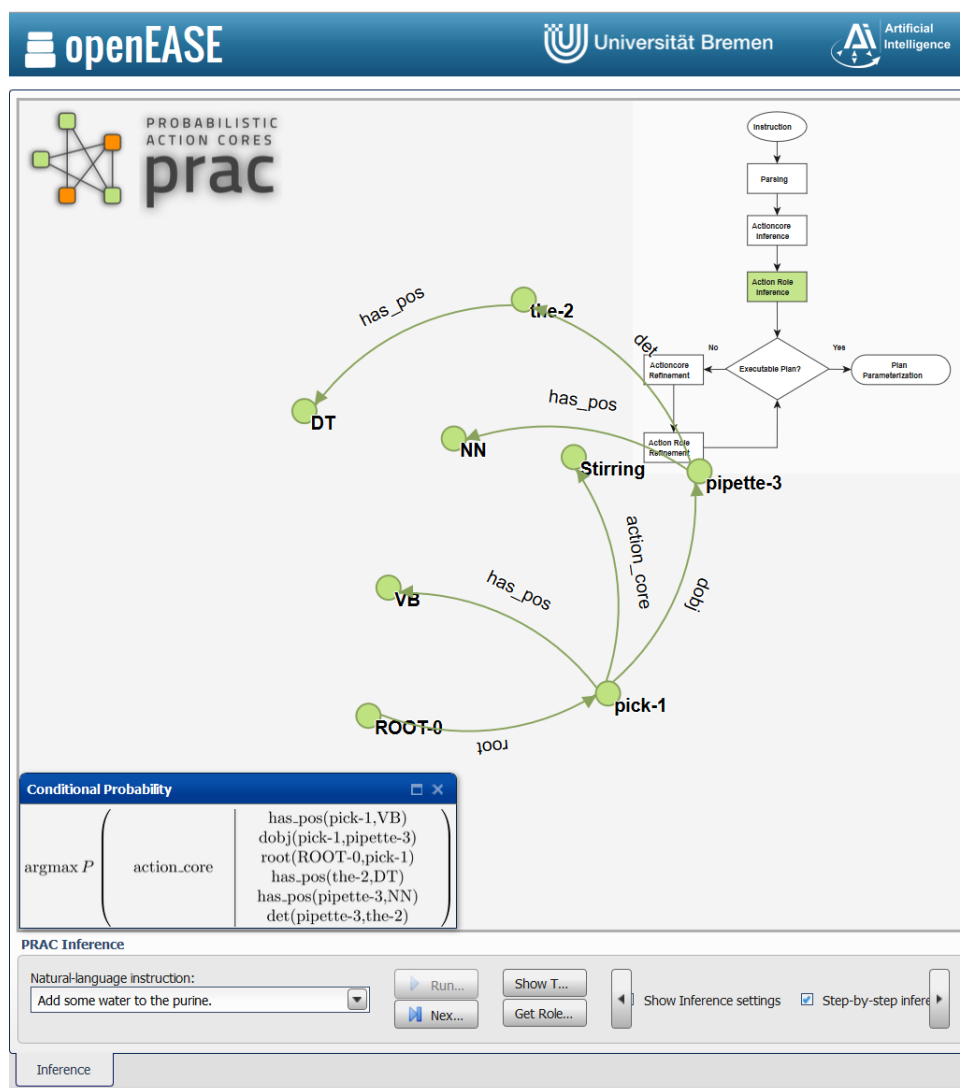 openEASE
Universität Bremen
Artificial
Intelligence
PROBABILISTIC
ACTION CORES
prac
Instruction
Parsing
Actioncore
Inference
Action Role
Inference
No
Yes
Executable Plan?
Actioncore
Refinement
Plan
Parameterization
Action Role
Refinement
has_pos
the-2
det
DT
has_pos
NN
Stirring
pipette-3
action_core
dobj
has_pos
VB
pick-1
ROOT-0
root
Conditional Probability
argmax P
action_core
has_pos(pick-1,VB)
dobj(pick-1,pipette-3)
root(ROOT-0,pick-1)
has_pos(the-2,DT)
has_pos(pipette-3,NN)
det(pipette-3,the-2)
PRAC Inference
Natural-language instruction:
Add some water to the purine.
Run...
Nex...
Show T...
Get Role...
Show Inference settings
Step-by-step infere
Inference